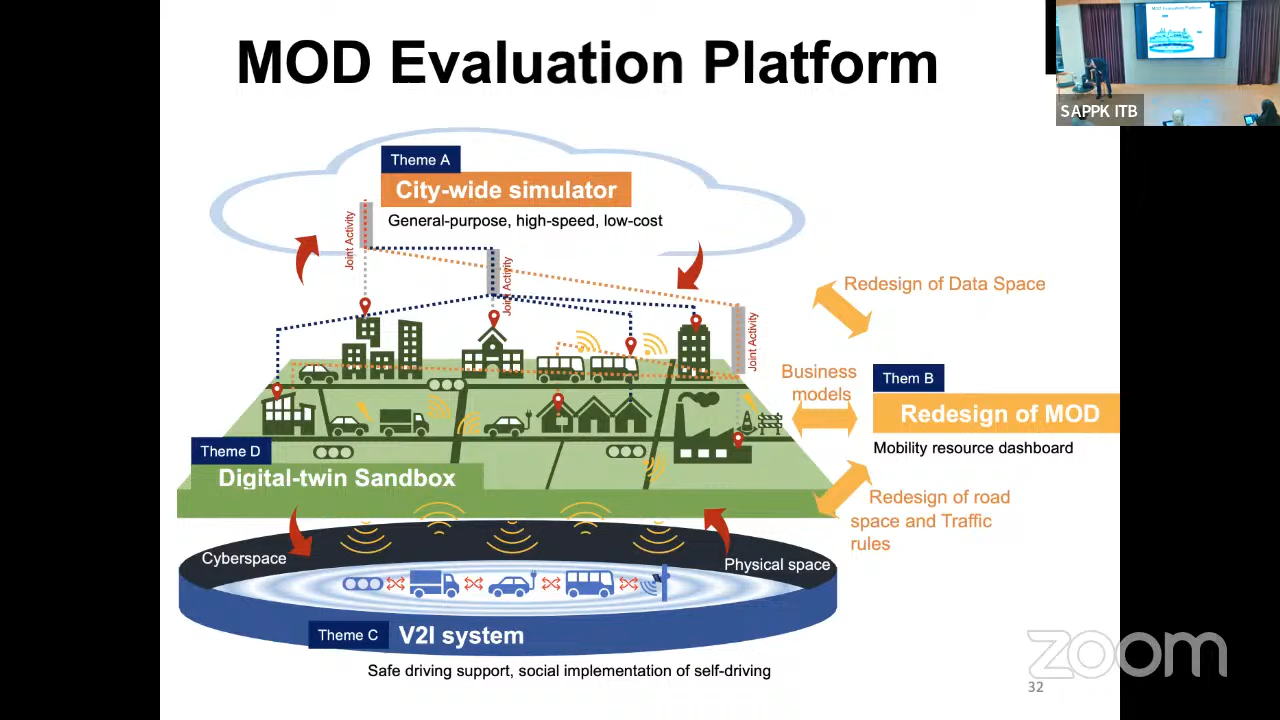 MOD Evaluation Platform
MOD Evaluation Platform
SAPPK ITB
Theme A
City-wide simulator
General-purpose, high-speed, low-cost
Joint Activity
Joint Activity
Joint Activity
Redesign of Data Space
Business
models
Them B
Redesign of MOD
Mobility resource dashboard
Theme D
Digital-twin Sandbox
Redesign of road
space and Traffic
rules
Cyberspace
Physical space
Theme C
V2I system
Safe driving support, social implementation of self-driving
zoom
32